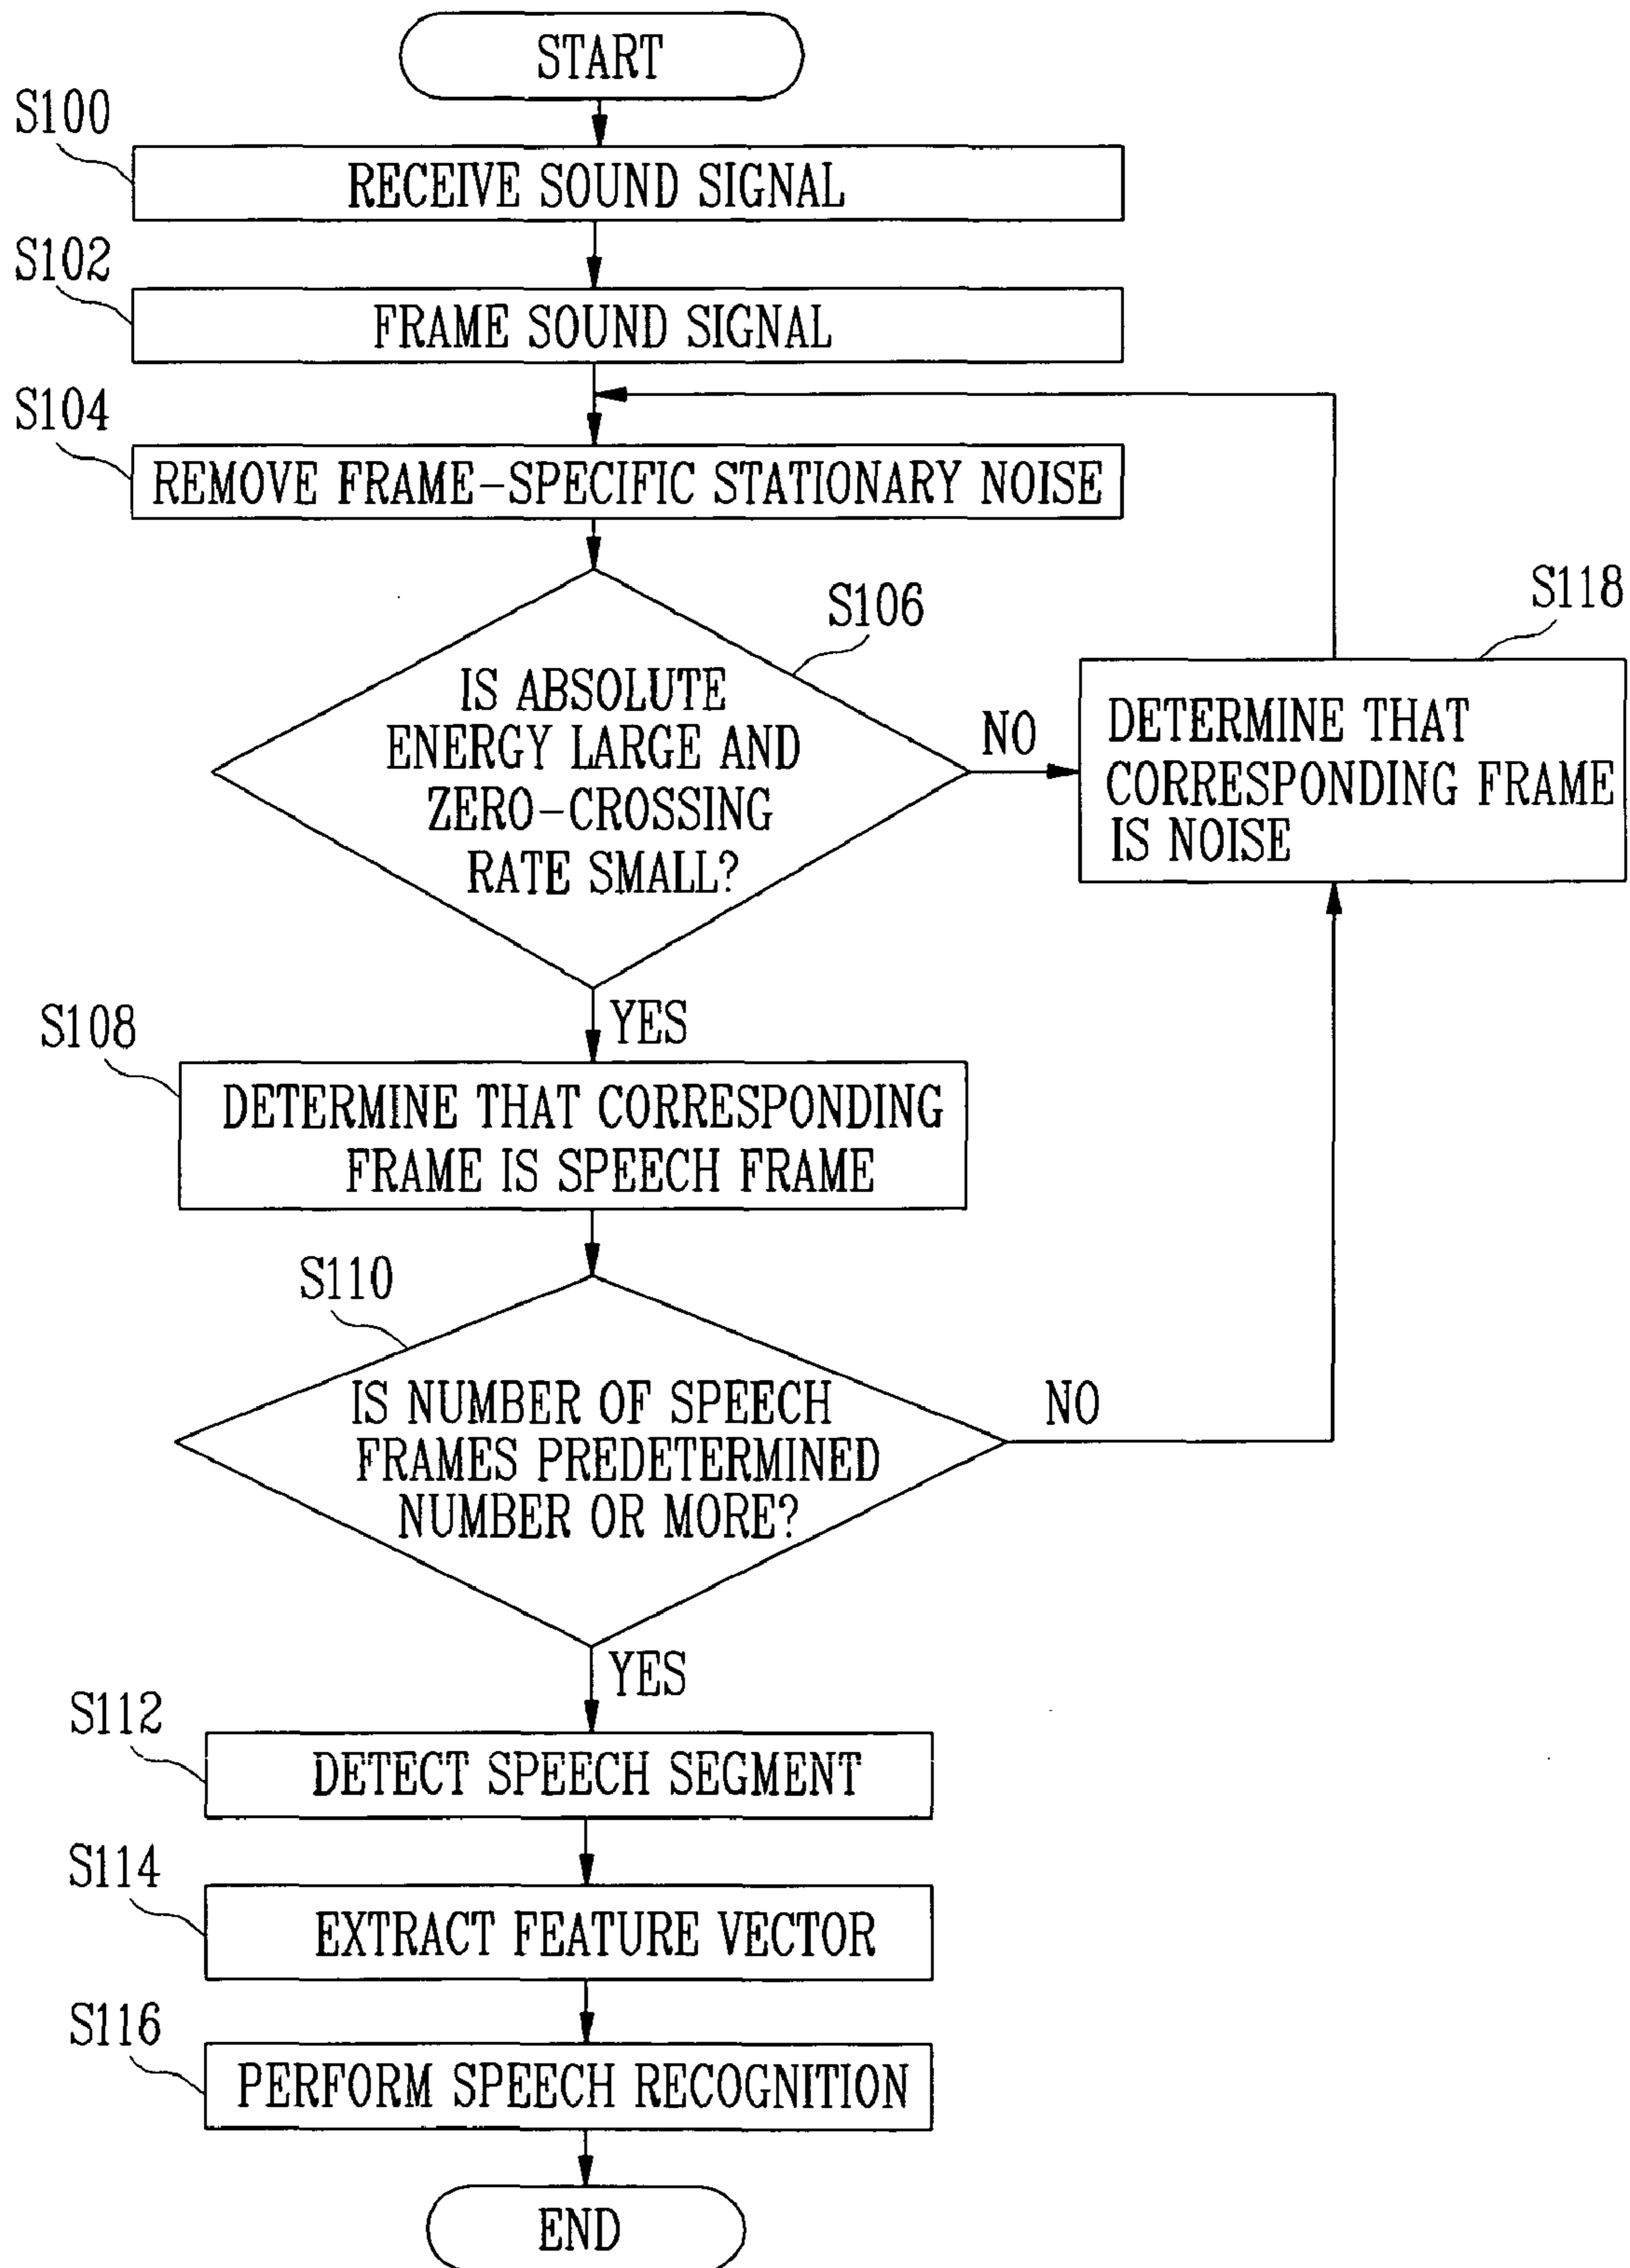 START
S100
RECEIVE SOUND SIGNAL
S102
FRAME SOUND SIGNAL
S104
REMOVE FRAME-SPECIFIC STATIONARY NOISE
S106
IS ABSOLUTE
ENERGY LARGE AND
ZERO-CROSSING
RATE SMALL?
NO
S118
DETERMINE THAT
CORRESPONDING FRAME
IS NOISE
YES
S108
DETERMINE THAT CORRESPONDING
FRAME IS SPEECH FRAME
S110
IS NUMBER OF SPEECH
FRAMES PREDETERMINED
NUMBER OR MORE?
NO
YES
S112
DETECT SPEECH SEGMENT
S114
EXTRACT FEATURE VECTOR
S116
PERFORM SPEECH RECOGNITION
END